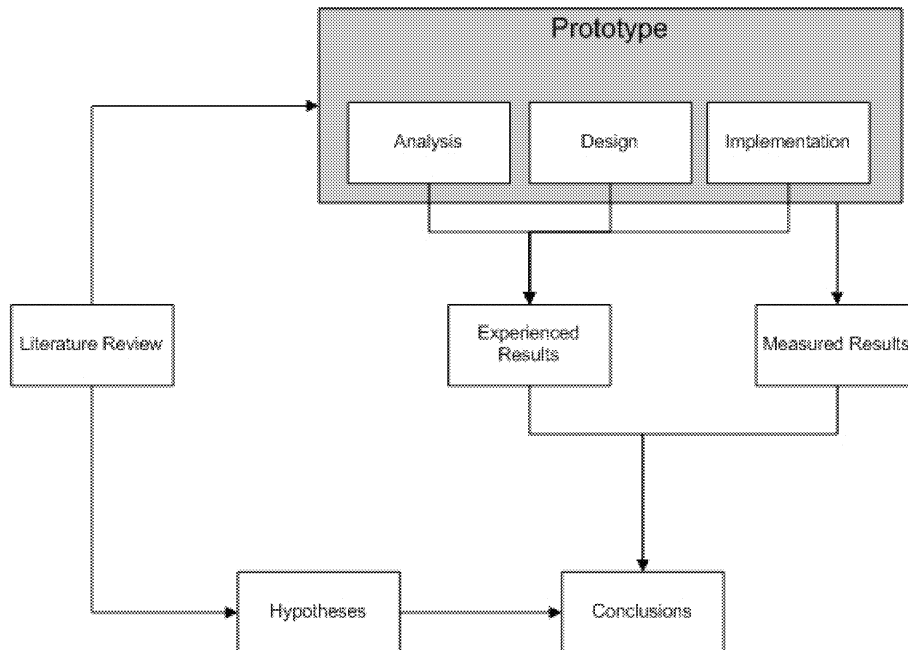 Prototype
Analysis
Design
Implementation
Literature Review
Experienced
Results
Measured Results
Hypotheses
Conclusions